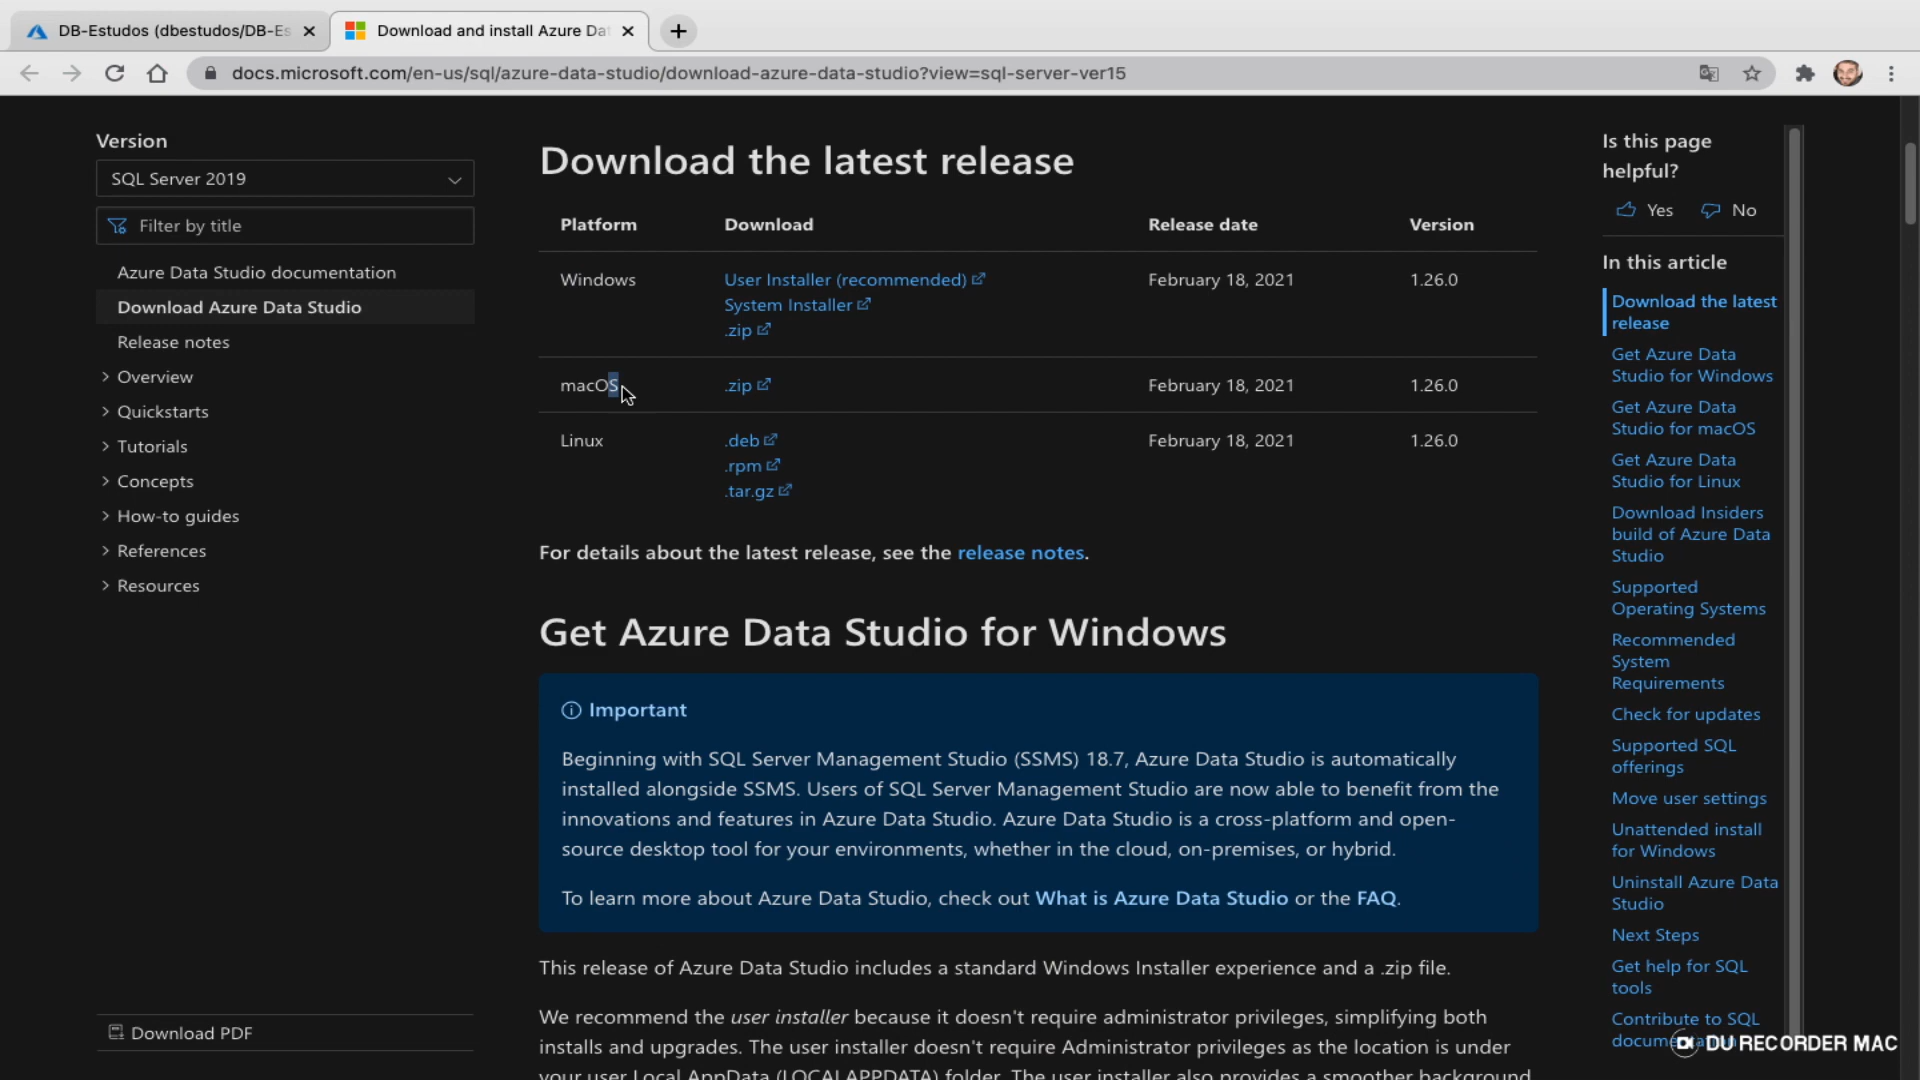 DB-Estudos (dbestudos/DB-Es
Download and install Azure Dat
docs.microsoft.com/en-us/sql/azure-data-studio/download-azure-data-studio?view=sql-server-ver15
Version
SQL Server 2019
Filter by title
Azure Data Studio documentation
Download Azure Data Studio
Release notes
Overview
Quickstarts
Tutorials
Concepts
How-to guides
References
Resources
Download PDF
Download the latest release
Platform Download Release date Version
Windows User Installer (recommended) February 18, 2021 1.26.0
System Installer
.zip
macOS .zip February 18, 2021 1.26.0
Linux .deb February 18, 2021 1.26.0
.rpm
.tar.gz
For details about the latest release, see the release notes.
Get Azure Data Studio for Windows
Important
Beginning with SQL Server Management Studio (SSMS) 18.7, Azure Data Studio is automatically
installed alongside SSMS. Users of SQL Server Management Studio are now able to benefit from the
innovations and features in Azure Data Studio. Azure Data Studio is a cross-platform and open-
source desktop tool for your environments, whether in the cloud, on-premises, or hybrid.
To learn more about Azure Data Studio, check out What is Azure Data Studio or the FAQ.
This release of Azure Data Studio includes a standard Windows Installer experience and a .zip file.
We recommend the user installer because it doesn't require administrator privileges, simplifying both
installs and upgrades. The user installer doesn't require Administrator privileges as the location is under
your user Local AppData (LOCALAPPDATA) folder. The user installer also provides a smoother background
Is this page
helpful?
Yes No
In this article
Download the latest
release
Get Azure Data
Studio for Windows
Get Azure Data
Studio for macOS
Get Azure Data
Studio for Linux
Download Insiders
build of Azure Data
Studio
Supported
Operating Systems
Recommended
System
Requirements
Check for updates
Supported SQL
offerings
Move user settings
Unattended install
for Windows
Uninstall Azure Data
Studio
Next Steps
Get help for SQL
tools
Contribute to SQL
DU RECORDER MAC